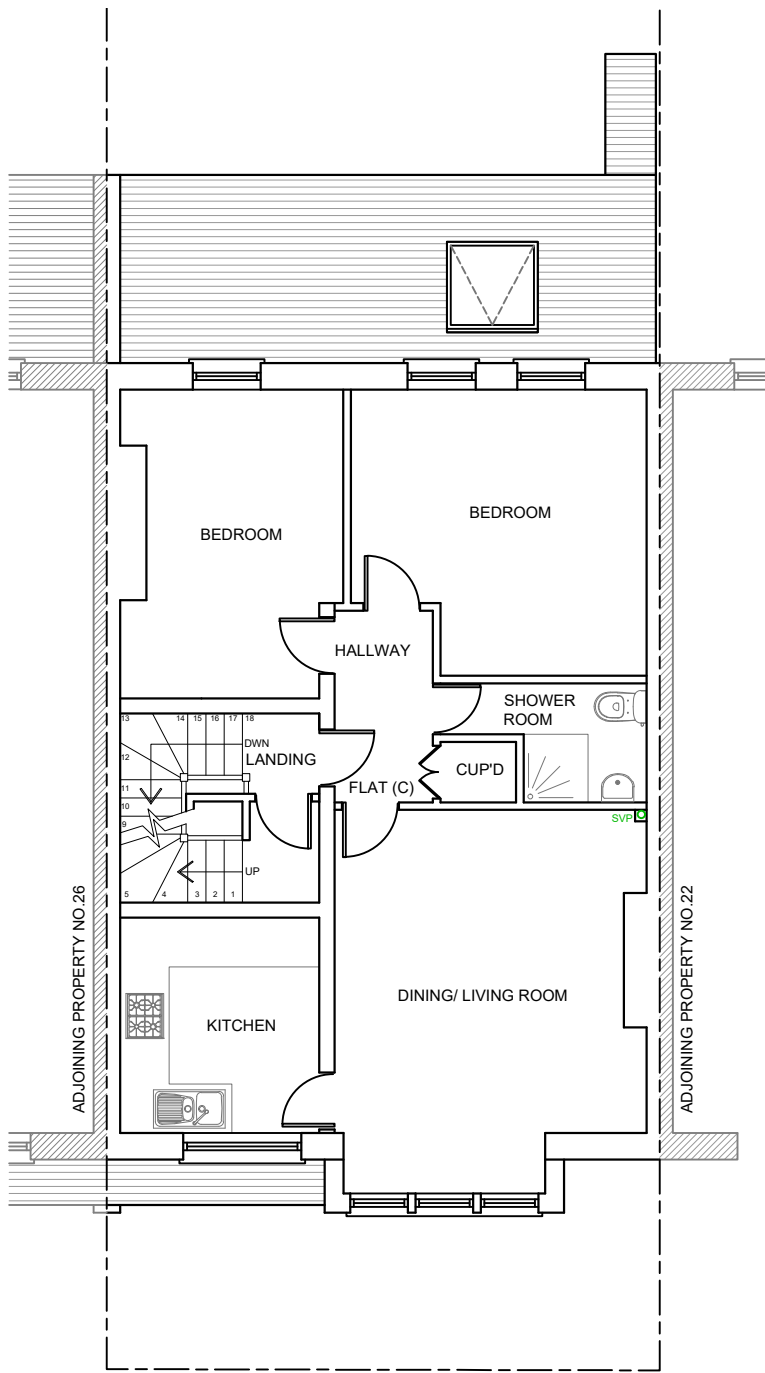 BEDROOM
BEDROOM
HALLWAY
SHOWER
ROOM
13
14
15
16
17
18
DWN
LANDING
12
11
10
9
FLAT (C)
CUP'D
SVP
UP
5
4
3
2
1
ADJOINING PROPERTY NO.26
KITCHEN
DINING/ LIVING ROOM
ADJOINING PROPERTY NO.22